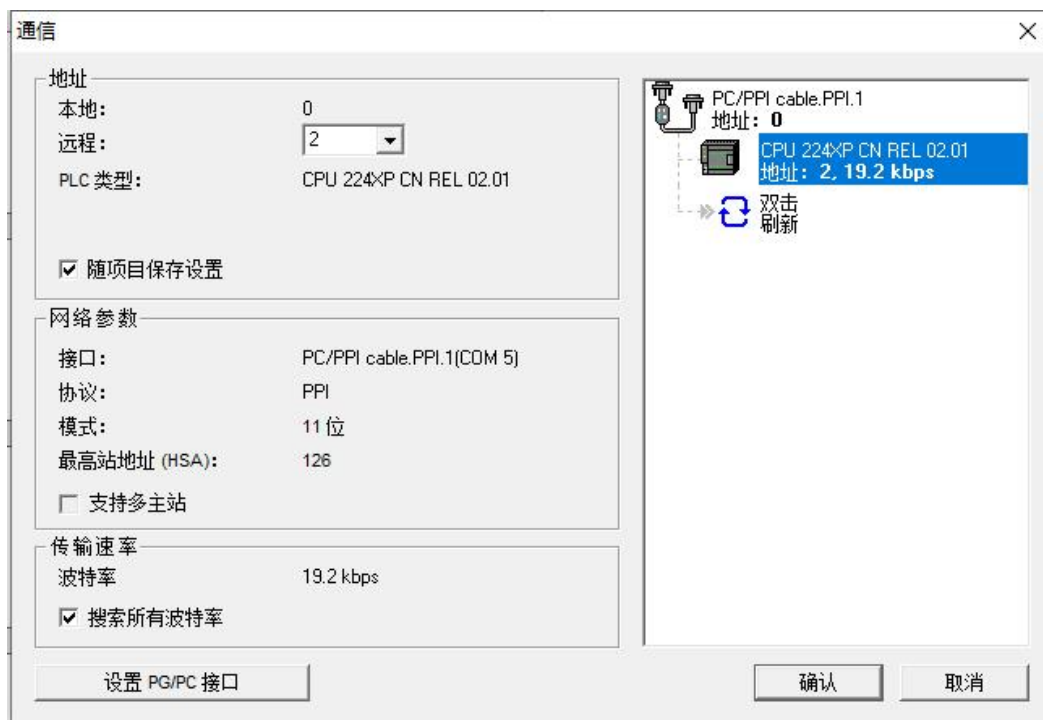 通信
地址
本地： 0
远程： 2
PLC 类型： CPU 224XP CN REL 02.01
随项目保存设置
网络参数
接口： PC/PPI cable.PPI.1(COM 5)
协议： PPI
模式： 11 位
最高站地址 (HSA)： 126
支持多主站
传输速率
波特率 19.2 kbps
搜索所有波特率
设置 PG/PC 接口
PC/PPI cable.PPI.1
地址： 0
CPU 224XP CN REL 02.01
地址： 2, 19.2 kbps
双击
刷新
确认
取消